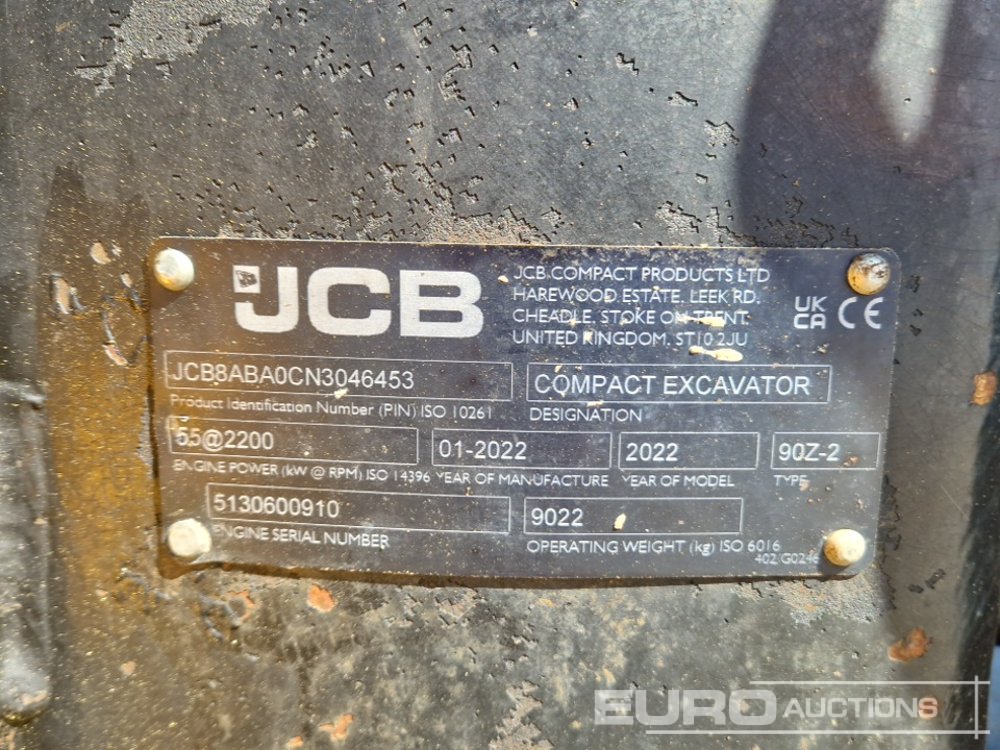 JCB
JCB COMPACT PRODUCTS LTD
HAREWOOD ESTATE. LEEK RD.
CHEADLE. STOKE ON TRENT.
UNITED KINGDOM. ST10 2JU
UK
CA CE
JCB8ABA0CN3046453
COMPACT EXCAVATOR
Product Identification Number (PIN) ISO 10261
DESIGNATION
55@2200
01-2022
2022
90Z-2
ENGINE POWER (kW @ RPM) ISO 14396
YEAR OF MANUFACTURE
YEAR OF MODEL
TYPE
5130600910
9022
ENGINE SERIAL NUMBER
OPERATING WEIGHT (kg) ISO 6016
EURO AUCTIONS